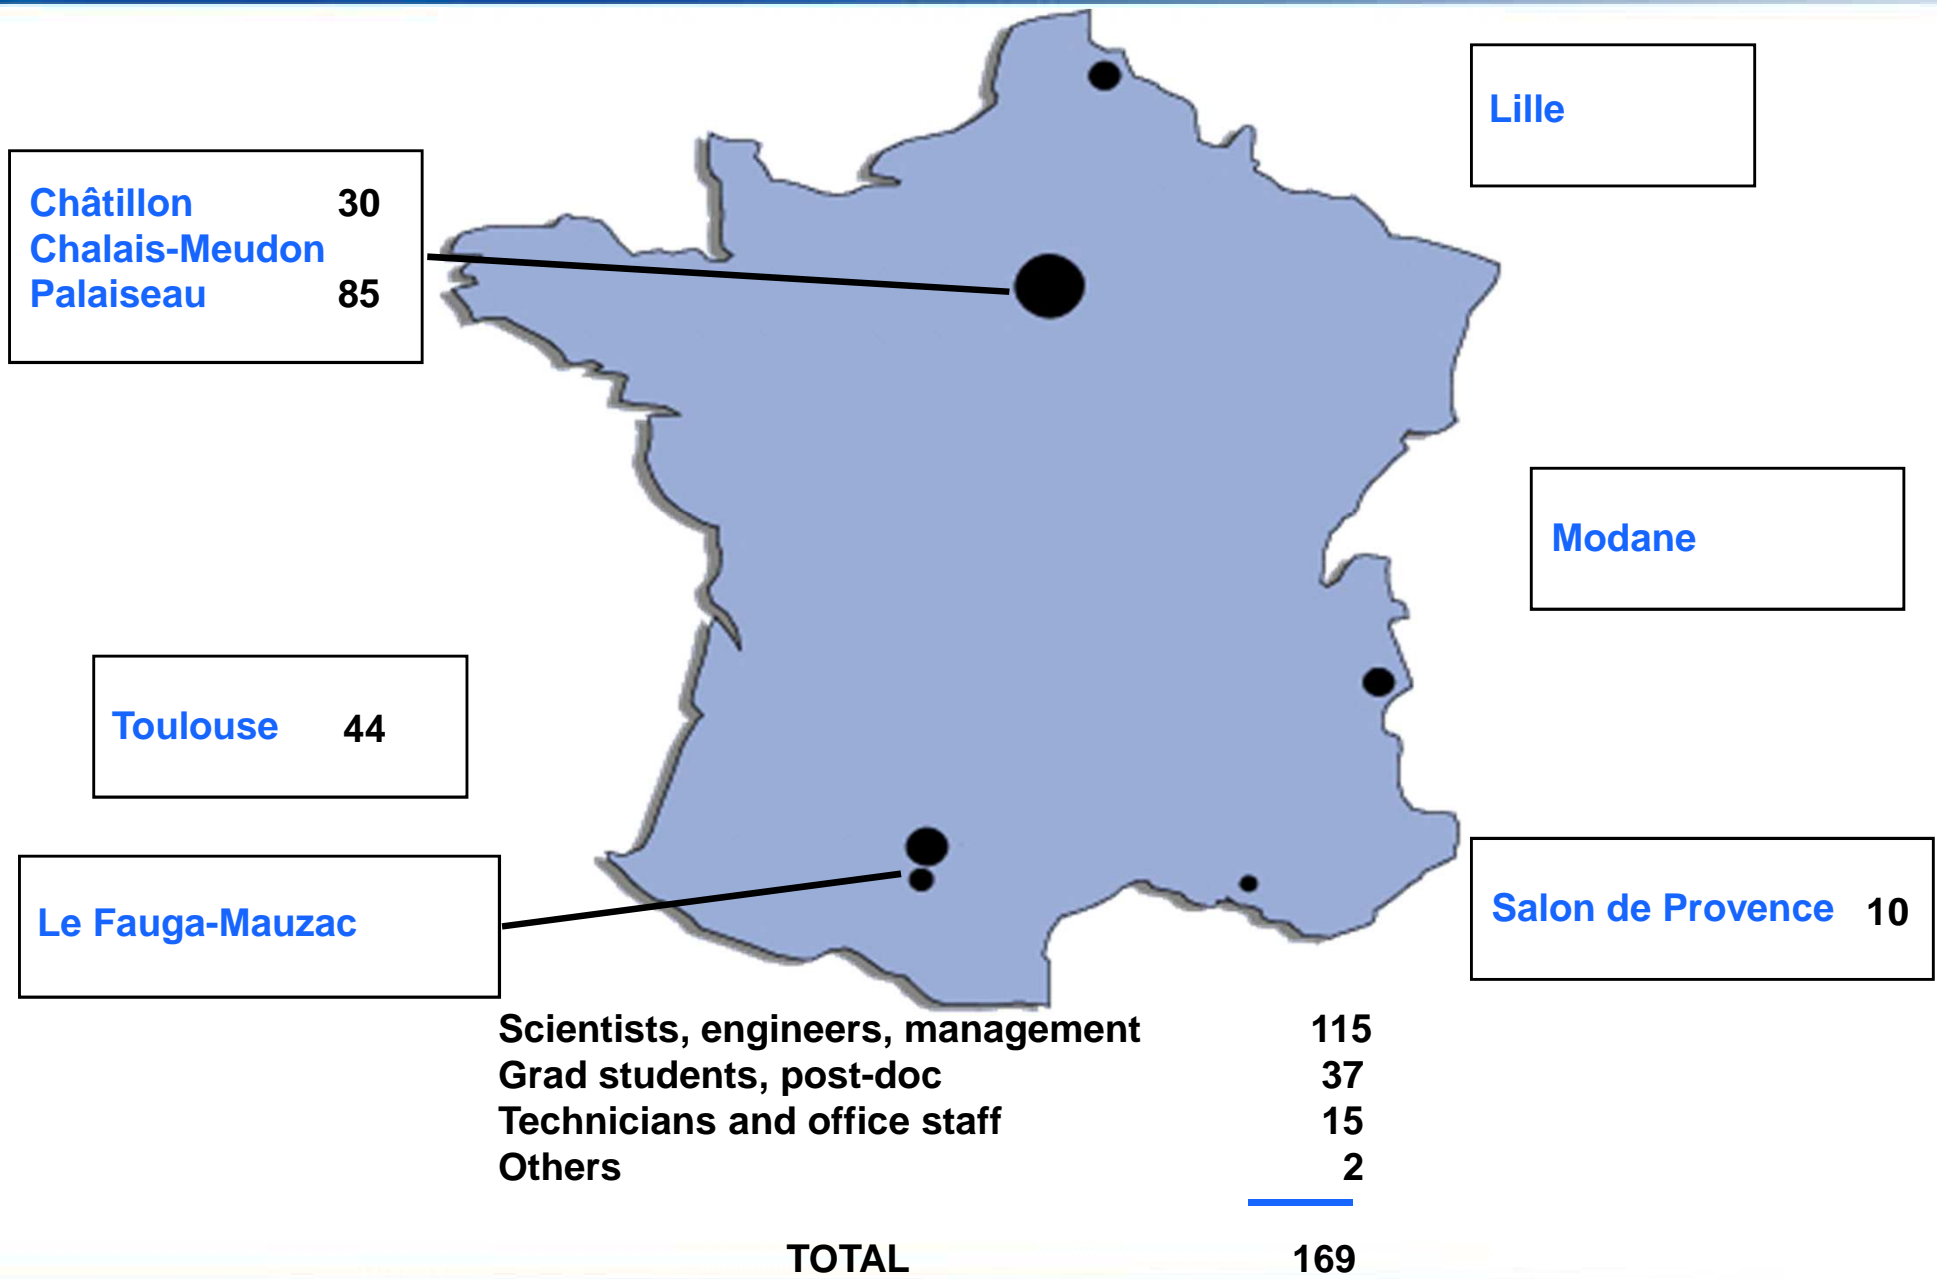 Lille
Châtillon 30
Chalais-Meudon
Palaiseau 85
Modane
Toulouse 44
Le Fauga-Mauzac
Salon de Provence 10
Scientists, engineers, management 115
Grad students, post-doc 37
Technicians and office staff 15
Others 2
TOTAL 169